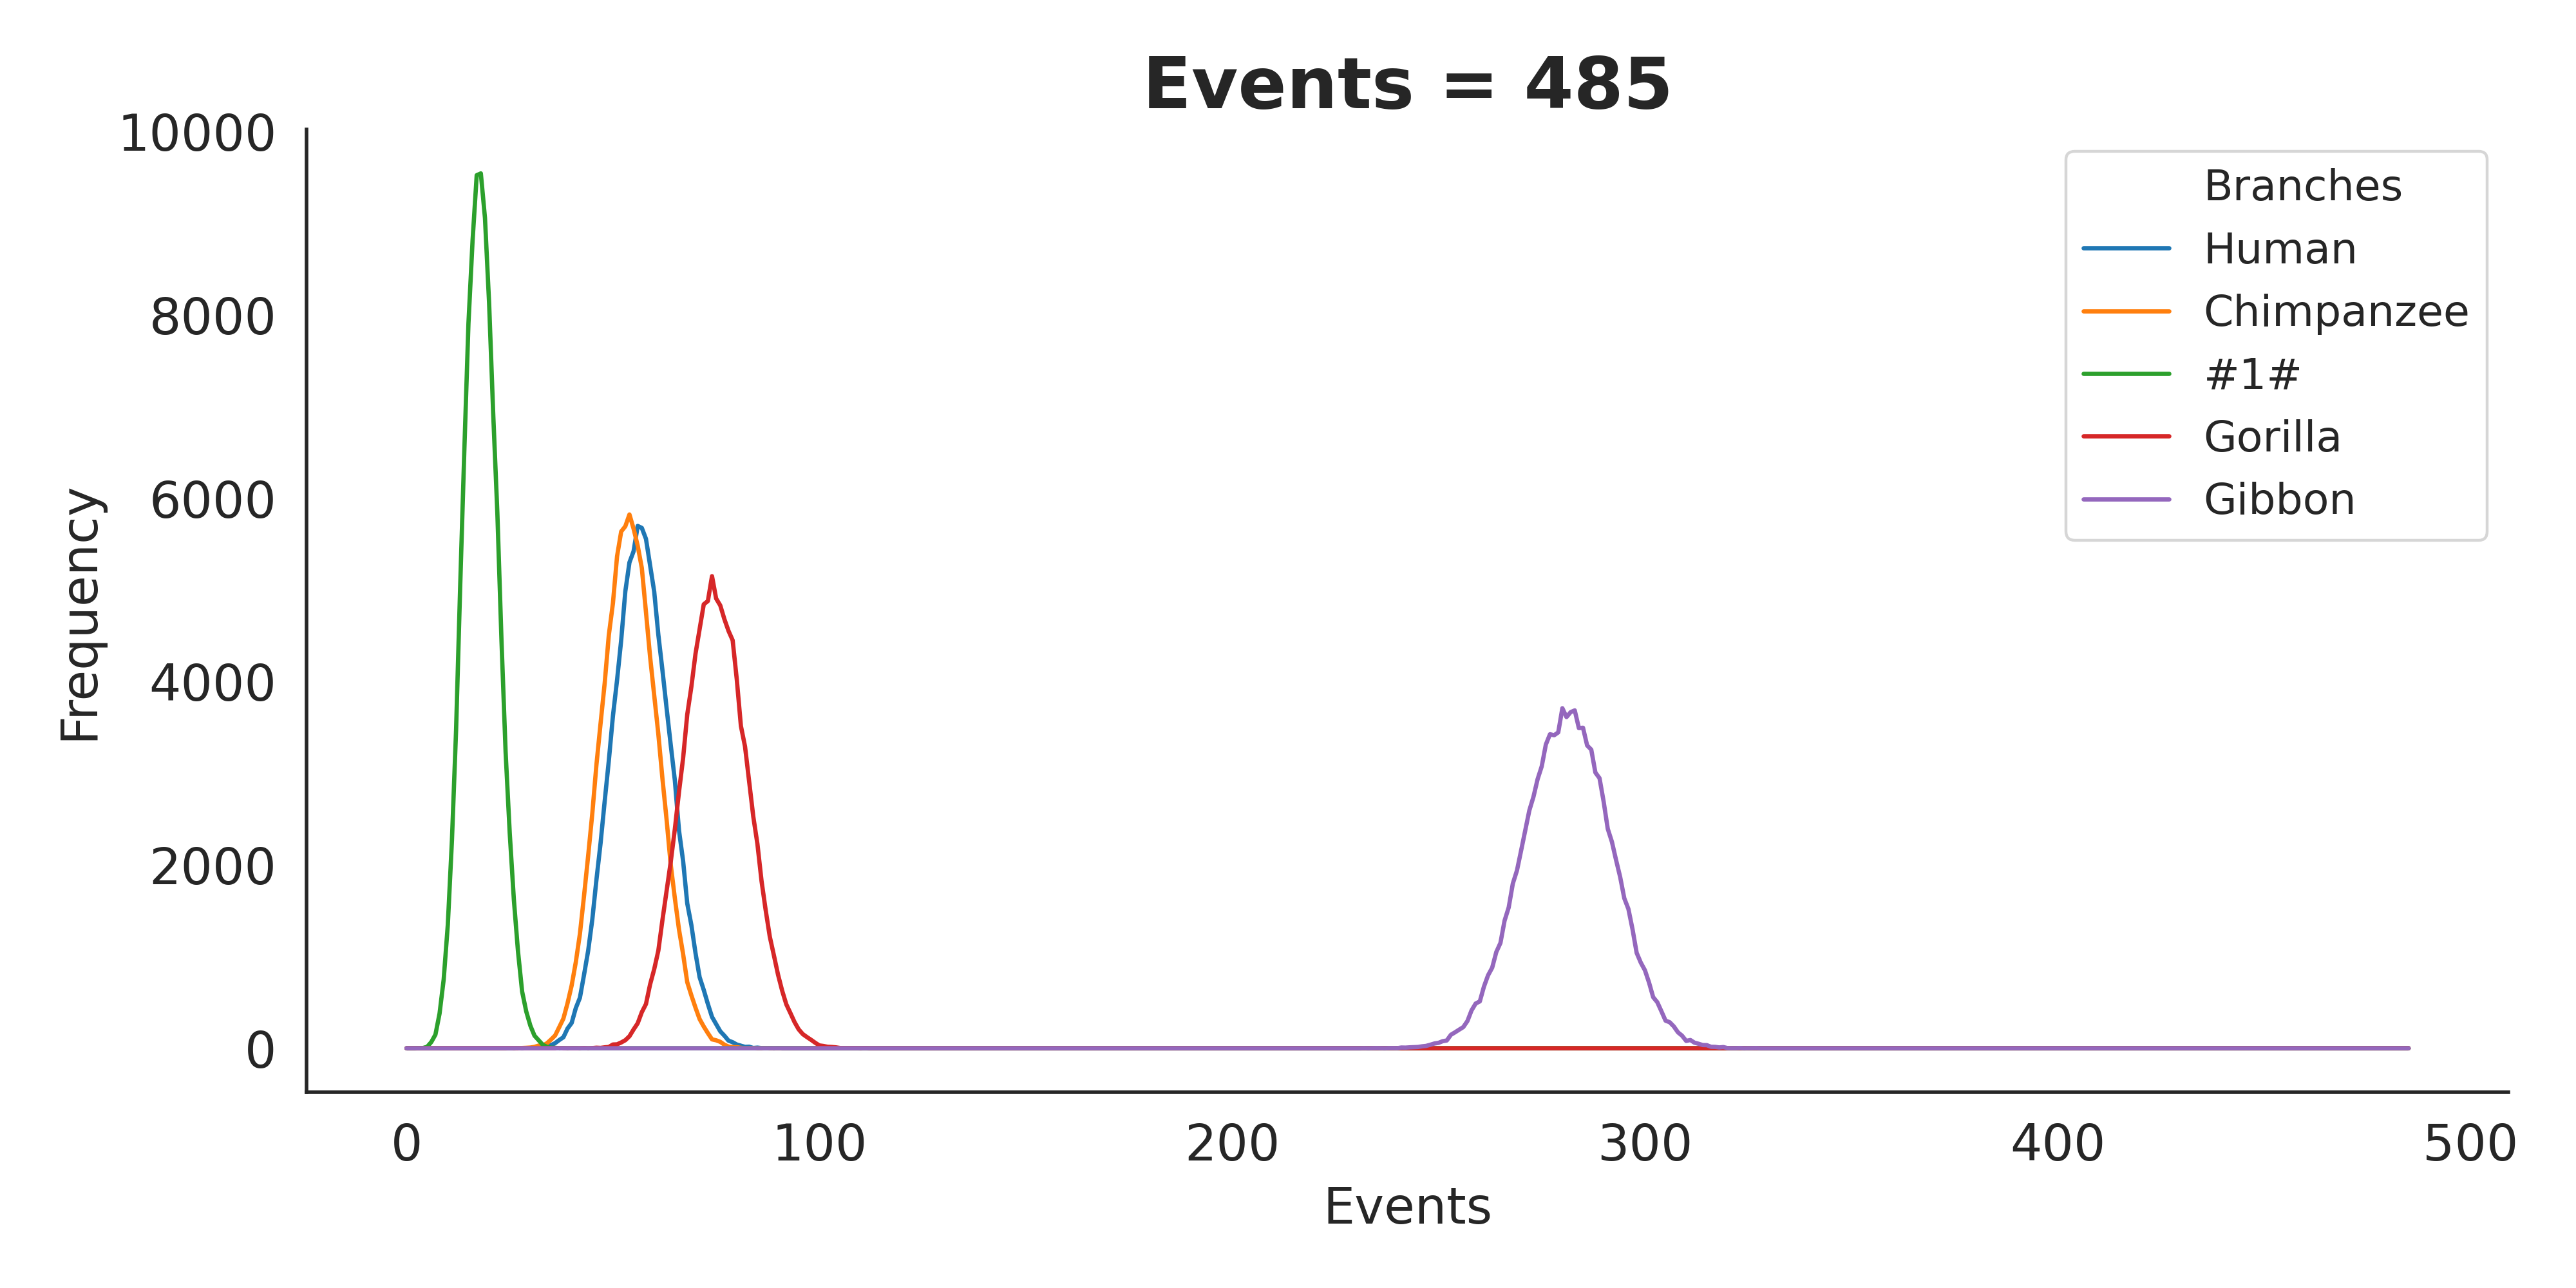 Events = 485
10000
8000
6000
4000
2000
0
Frequency
0 100 200 300 400 500
Events
Branches
Human
Chimpanzee
#1#
Gorilla
Gibbon